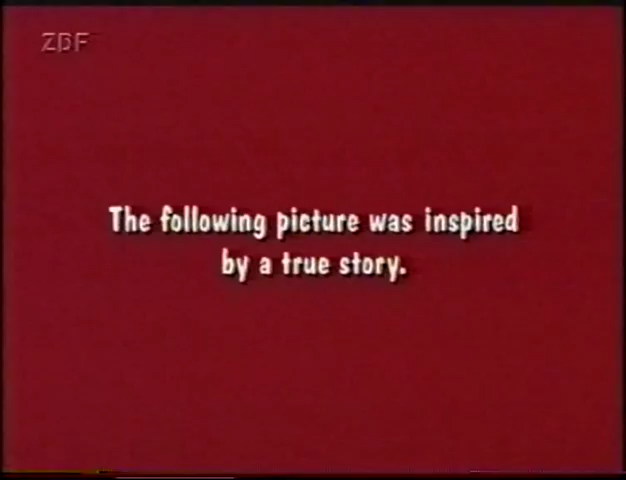 ZDF
The following picture was inspired
by a true story.